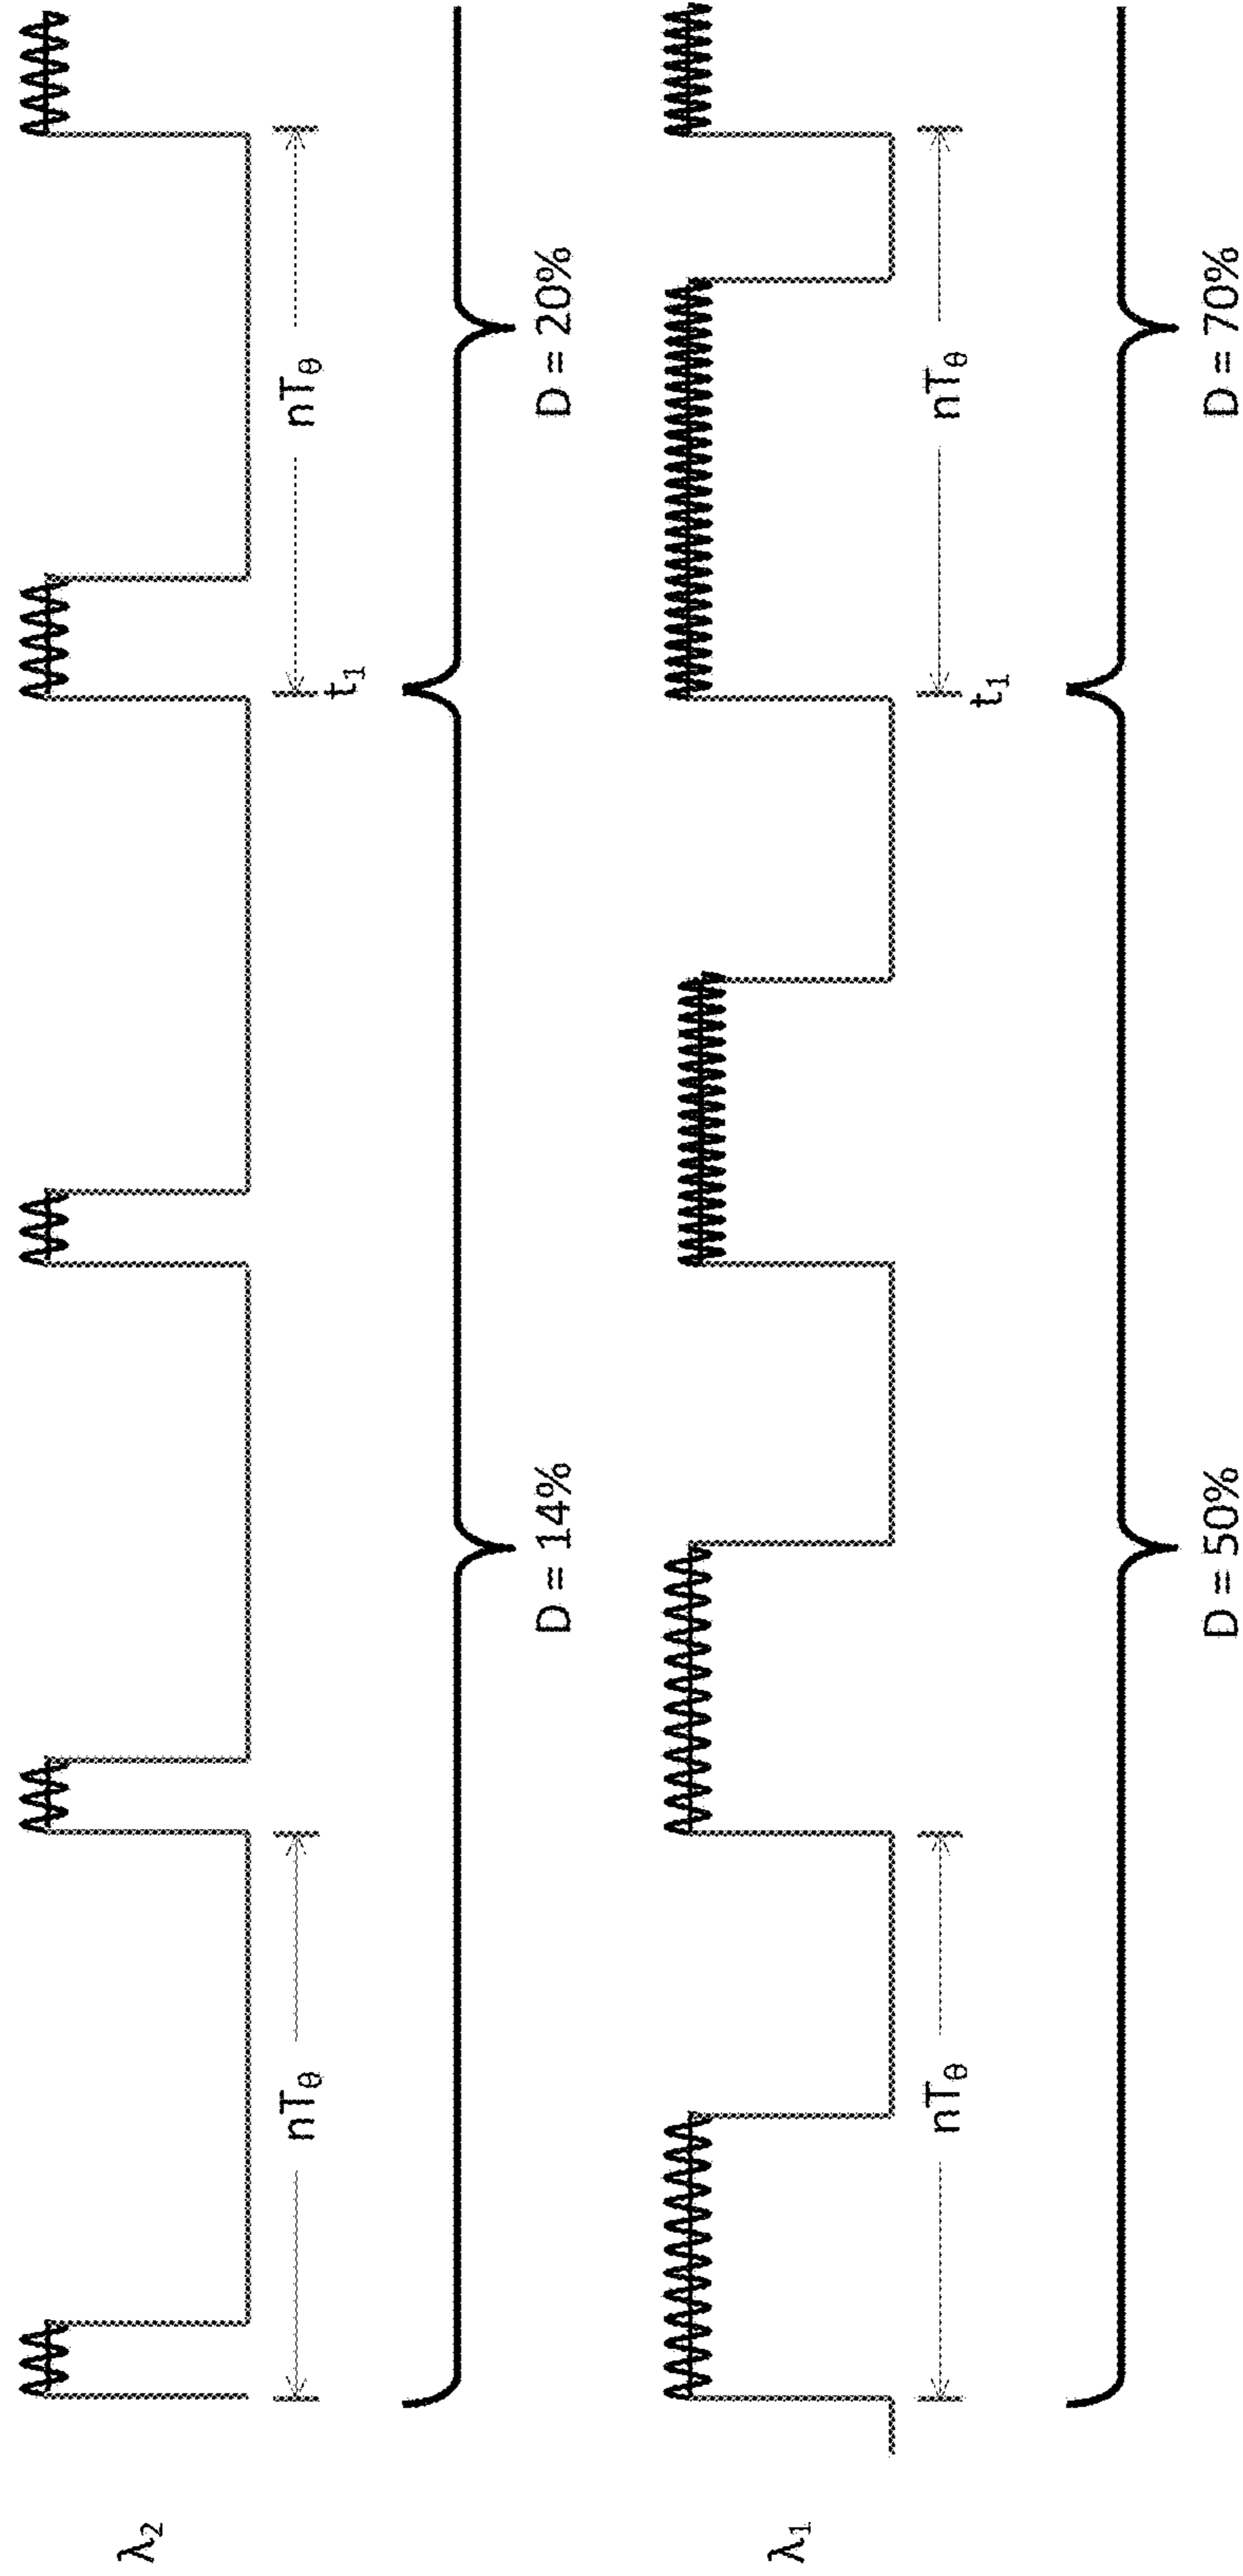 λ₂
nTθ
nTθ
t₁
D = 14%
D = 20%
λ₁
nTθ
nTθ
t₁
D = 50%
D = 70%